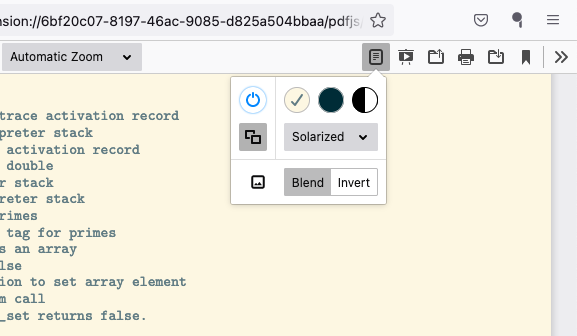 nsion://6bf20c07-8197-46ac-9085-d825a504bbaa/pdfjs/
Automatic Zoom
trace activation record
preter stack
activation record
double
r stack
reter stack
rimes
tag for primes
s an array
lse
ion to set array element
m call
_set returns false.
Solarized
Blend
Invert